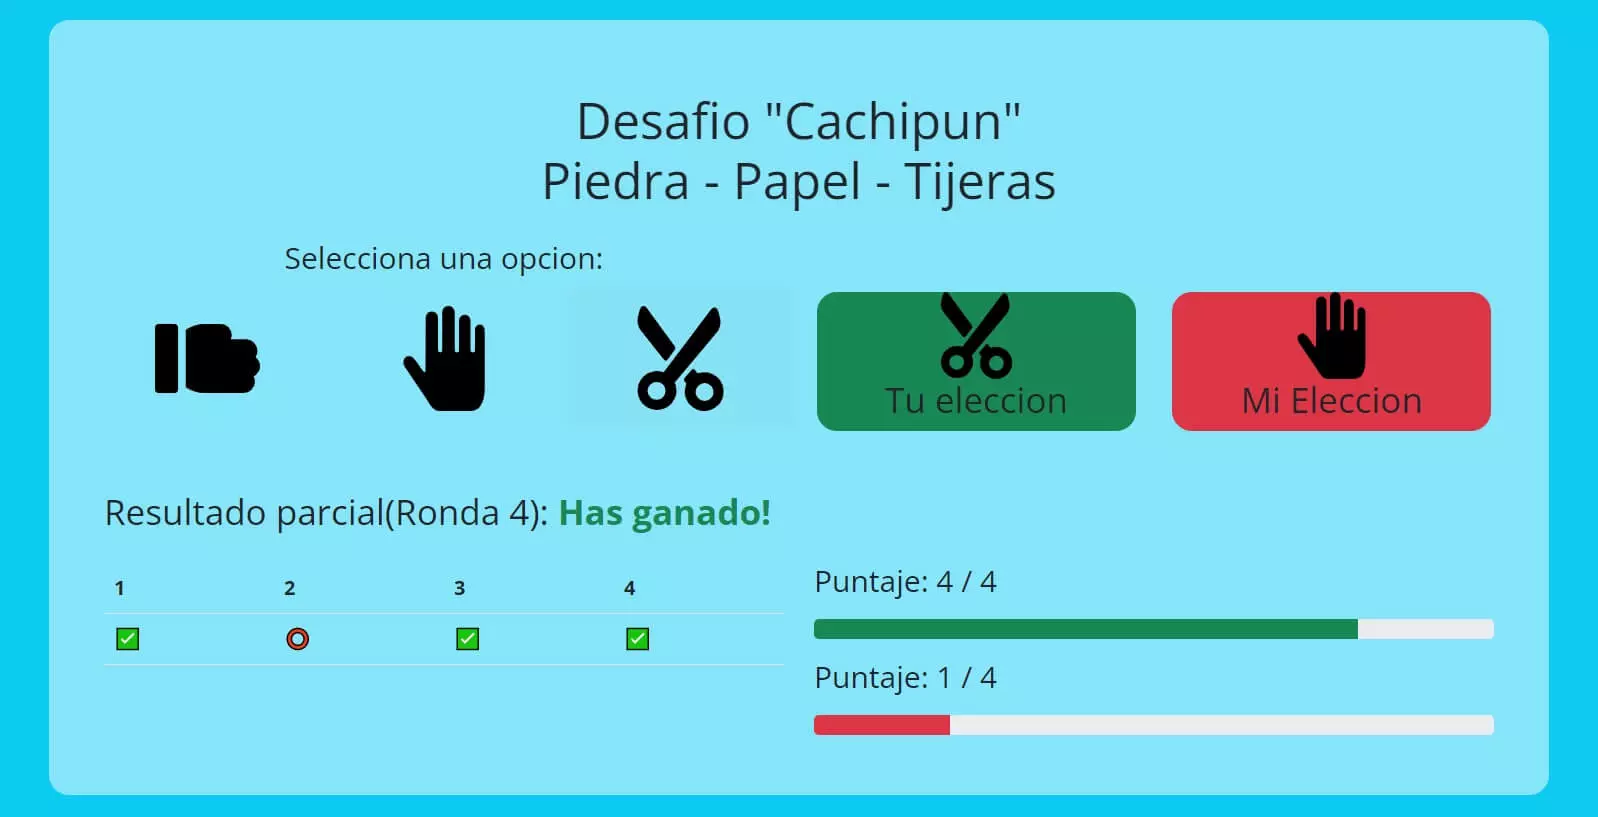 Desafio "Cachipun"
Piedra - Papel - Tijeras
Selecciona una opcion:
Tu eleccion
Mi Eleccion
Resultado parcial(Ronda 4): Has ganado!
1 2 3 4
Puntaje: 4 / 4
Puntaje: 1 / 4